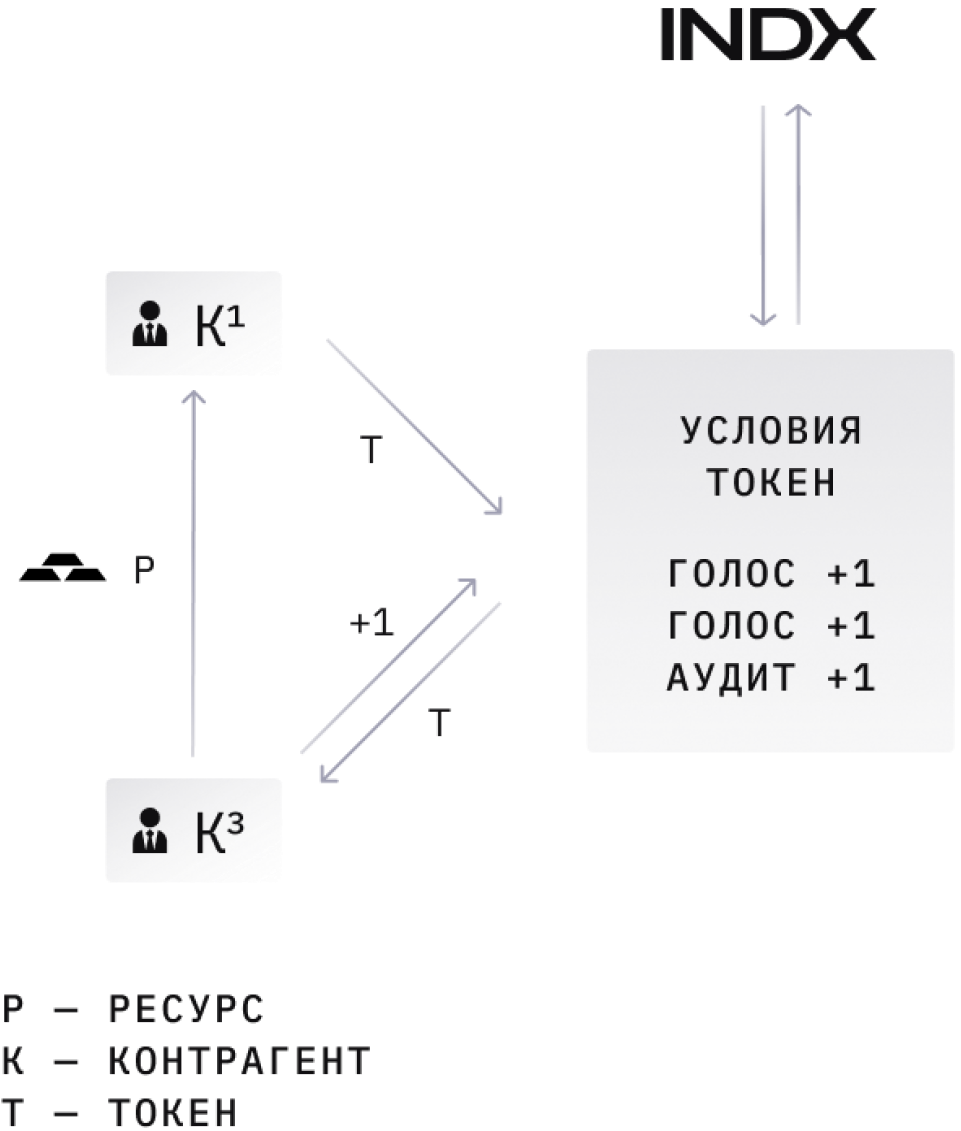 INDX
К¹
Т
УСЛОВИЯ
ТОКЕН
Р
ГОЛОС +1
+1
ГОЛОС +1
АУДИТ +1
Т
К³
Р – РЕСУРС
К – КОНТРАГЕНТ
Т – ТОКЕН